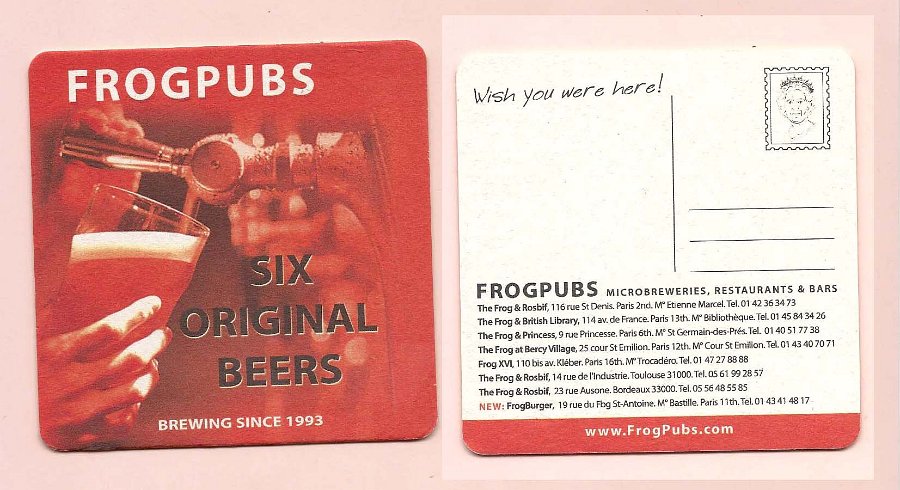 FROGPUBS
SIX
ORIGINAL
BEERS
BREWING SINCE 1993
Wish you were here!
FROGPUBS MICROBREWERIES, RESTAURANTS & BARS
The Frog & Rosbif, 116 rue St Denis. Paris 2nd. M° Etienne Marcel. Tel. 01 42 36 34 73
The Frog & British Library, 114 av. de France. Paris 13th. M° Bibliothèque. Tel. 01 45 84 34 26
The Frog & Princess, 9 rue Princesse. Paris 6th. M° St Germain-des-Prés. Tel. 01 40 51 77 38
The Frog at Bercy Village, 25 cour St Emilion. Paris 12th. M° Cour St Emilion. Tel. 01 43 40 70 71
Frog XVI, 110 bis av. Kléber. Paris 16th. M° Trocadéro. Tel. 01 47 27 88 88
The Frog & Rosbif, 14 rue de l'Industrie. Toulouse 31000. Tel. 05 61 99 28 57
The Frog & Rosbif, 23 rue Ausone. Bordeaux 33000. Tel. 05 56 48 55 85
NEW: FrogBurger, 19 rue du Fbg St-Antoine. M° Bastille. Paris 11th. Tel. 01 43 41 48 17
www.FrogPubs.com